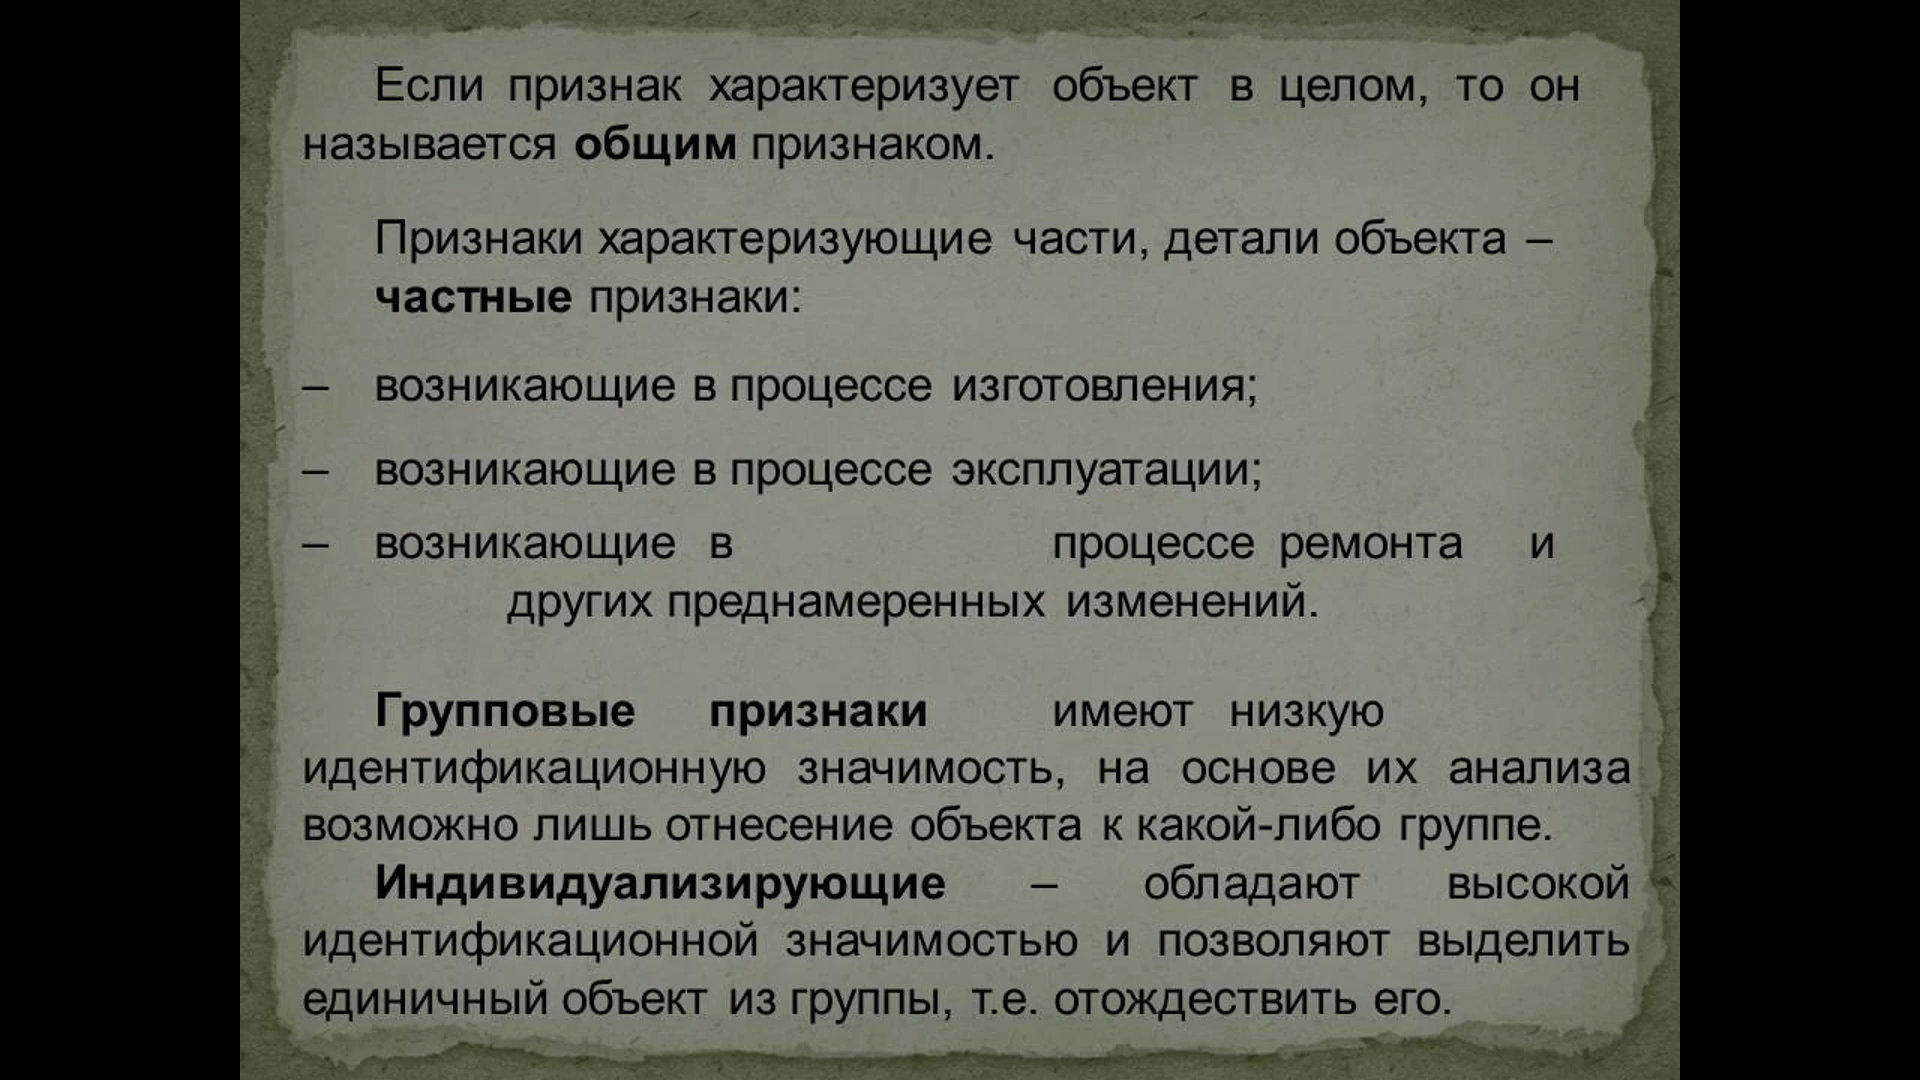 Если признак характеризует объект в целом, то он
называется общим признаком.
Признаки характеризующие части, детали объекта –
частные признаки:
– возникающие в процессе изготовления;
– возникающие в процессе эксплуатации;
– возникающие в процессе ремонта и
других преднамеренных изменений.
Групповые признаки имеют низкую
идентификационную значимость, на основе их анализа
возможно лишь отнесение объекта к какой-либо группе.
Индивидуализирующие – обладают высокой
идентификационной значимостью и позволяют выделить
единичный объект из группы, т.е. отождествить его.